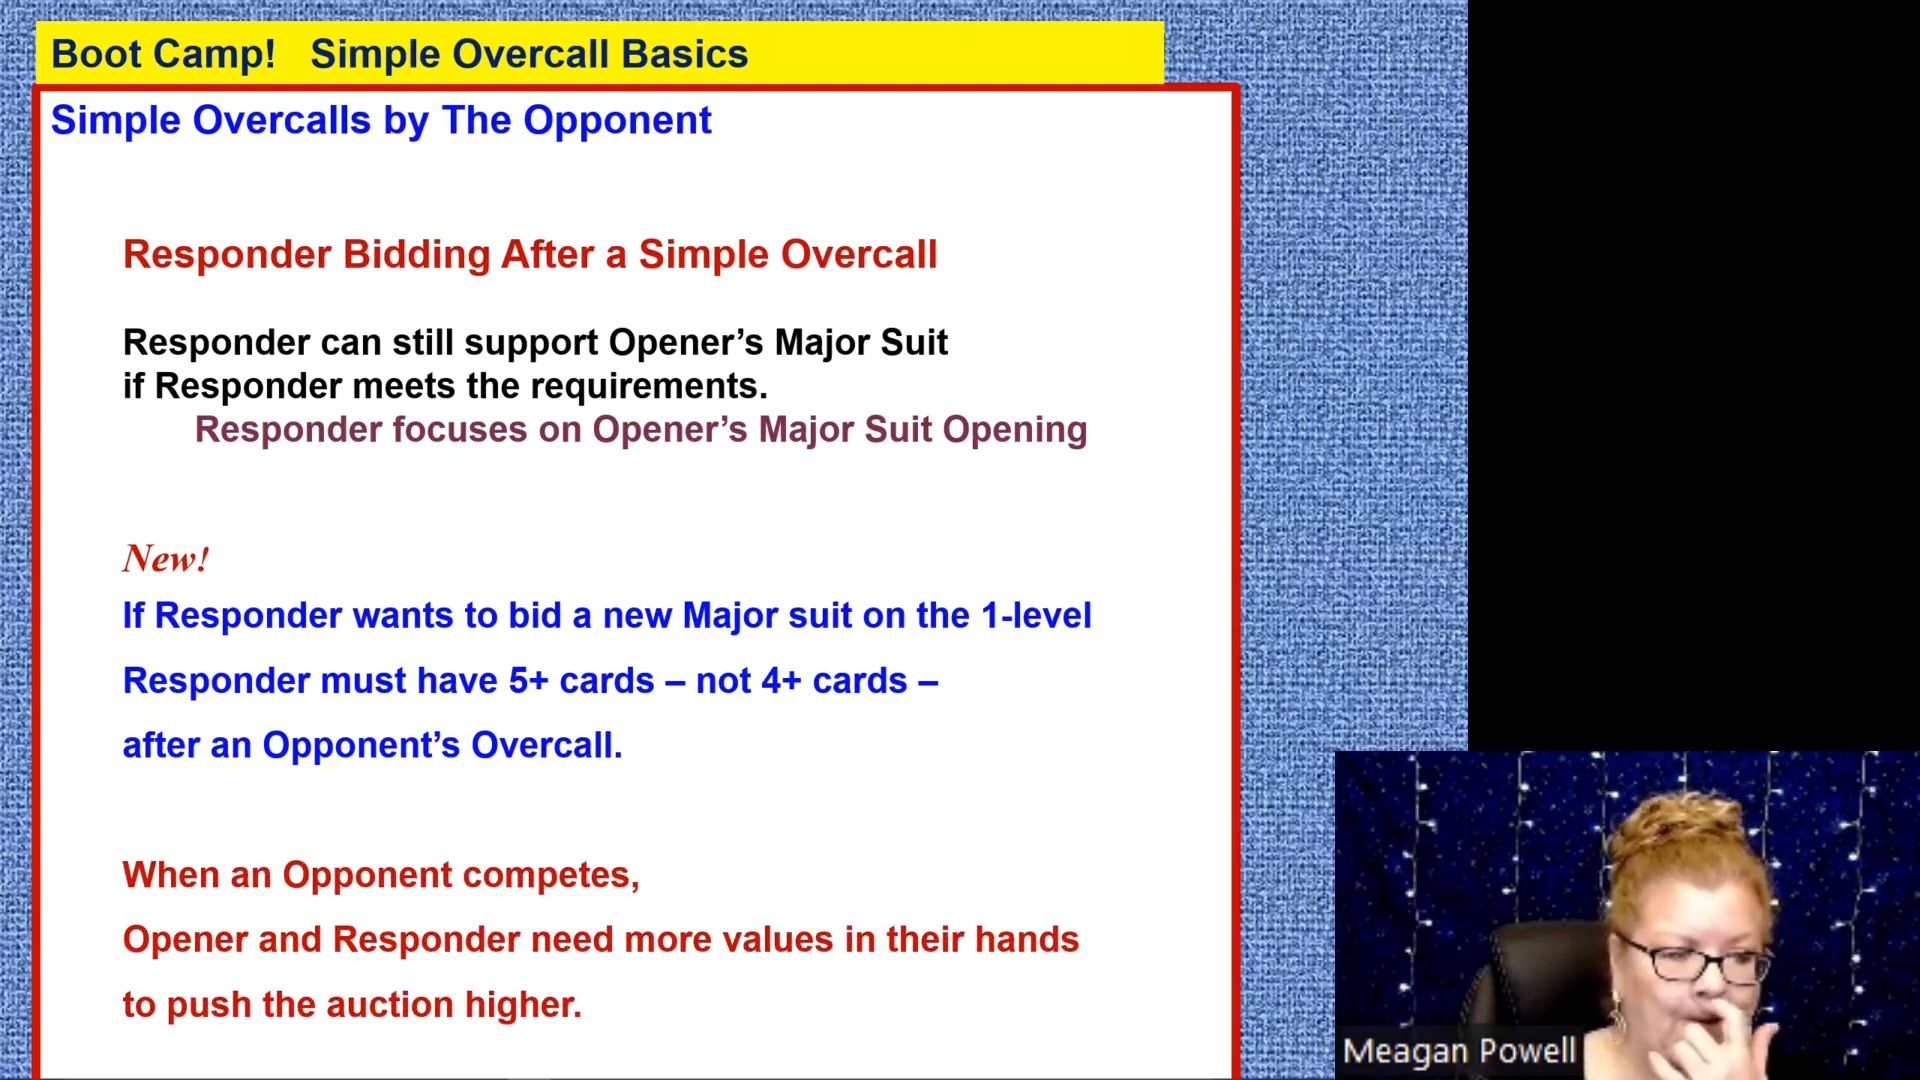 Boot Camp! Simple Overcall Basics
Simple Overcalls by The Opponent
Responder Bidding After a Simple Overcall
Responder can still support Opener’s Major Suit
if Responder meets the requirements.
Responder focuses on Opener’s Major Suit Opening
New!
If Responder wants to bid a new Major suit on the 1-level
Responder must have 5+ cards – not 4+ cards –
after an Opponent’s Overcall.
When an Opponent competes,
Opener and Responder need more values in their hands
to push the auction higher.
Meagan Powell